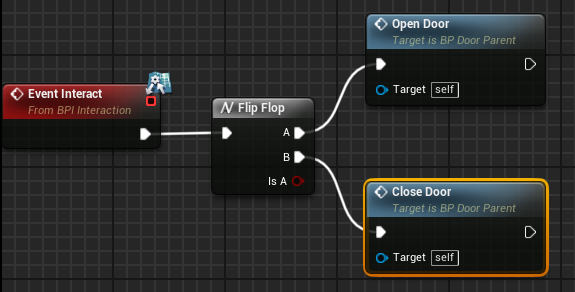 Event Interact
From BPI Interaction
Flip Flop
A
B
Is A
Open Door
Target is BP Door Parent
Target self
Close Door
Target is BP Door Parent
Target self